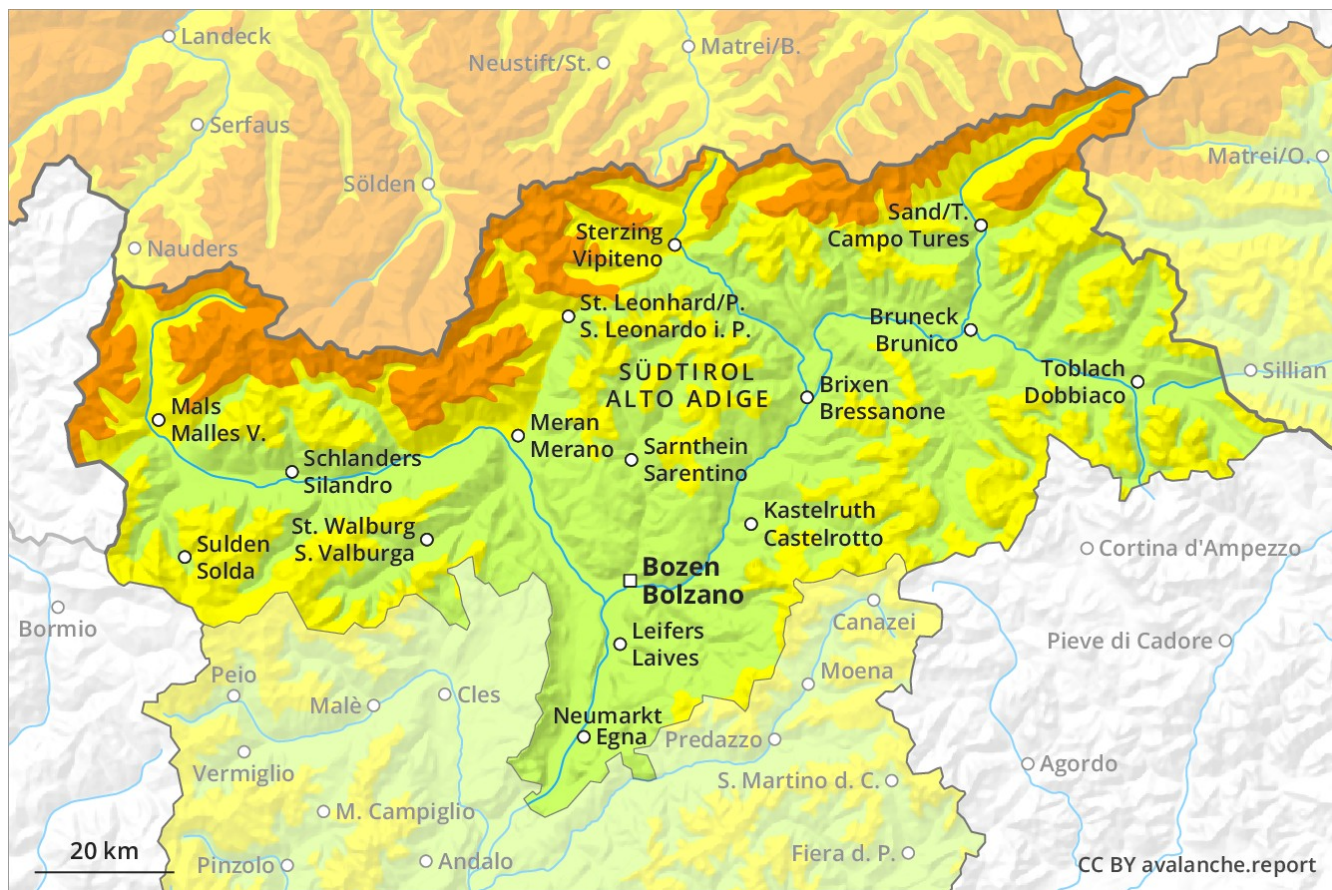 Landeck
Matrei/B.
Neustift/St.
Serfaus
Matrei/O.
Sölden
Sand/T.
Campo Tures
Sterzing
Vipiteno
Nauders
St. Leonhard/P.
S. Leonardo i. P.
Bruneck
Brunico
SÜDTIROL
ALTO ADIGE
Toblach
Dobbiaco
Sillian
Brixen
Bressanone
Mals
Malles V.
Meran
Merano
Sarnthein
Sarentino
Schlanders
Silandro
St. Walburg
S. Valburga
Kastelruth
Castelrotto
Sulden
Solda
Cortina d'Ampezzo
Bozen
Bolzano
Bormio
Canazei
Leifers
Laives
Pieve di Cadore
Peio
Moena
Malè
Cles
Neumarkt
Egna
Predazzo
Vermiglio
Agordo
S. Martino d. C.
M. Campiglio
20 km
Pinzolo
Andalo
Fiera d. P.
CC BY avalanche.report